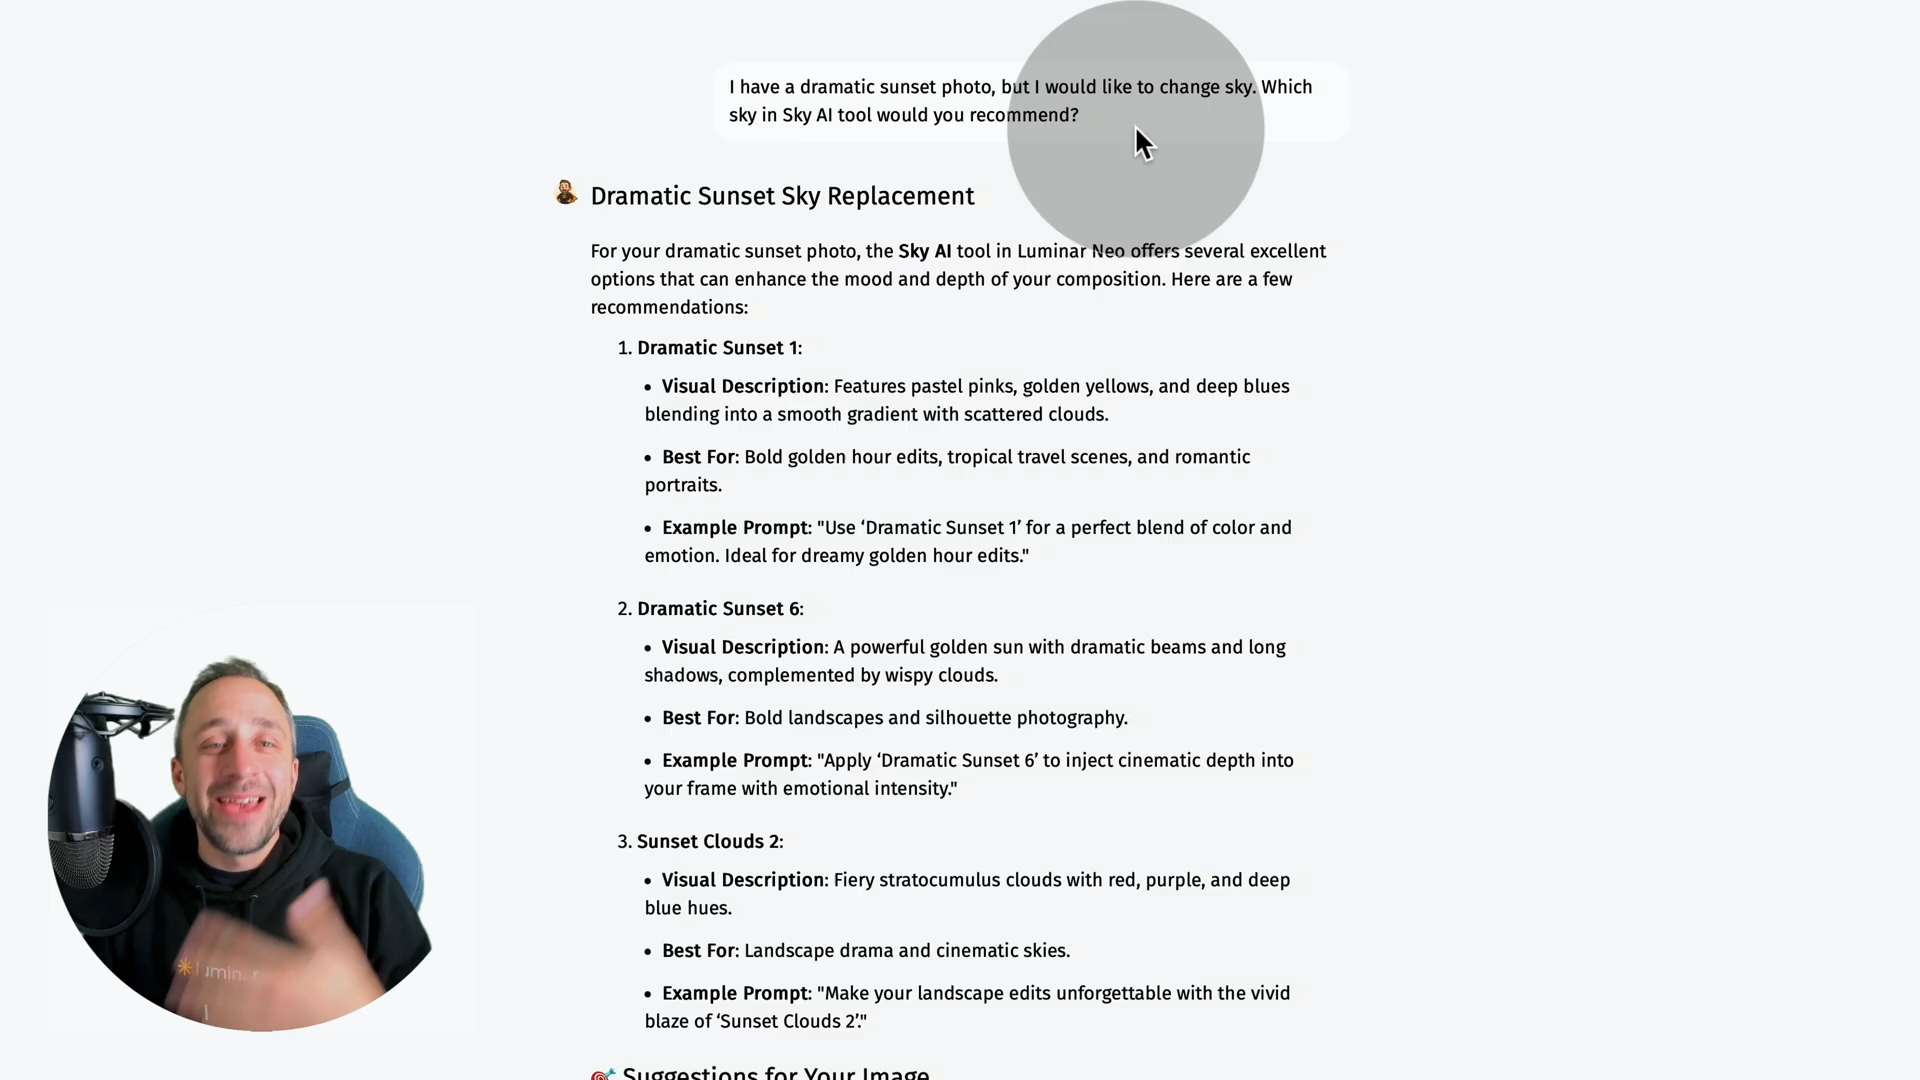 I have a dramatic sunset photo, but I would like to change sky. Which
sky in Sky AI tool would you recommend?
Dramatic Sunset Sky Replacement
For your dramatic sunset photo, the Sky AI tool in Luminar Neo offers several excellent
options that can enhance the mood and depth of your composition. Here are a few
recommendations:
1. Dramatic Sunset 1:
• Visual Description: Features pastel pinks, golden yellows, and deep blues
blending into a smooth gradient with scattered clouds.
• Best For: Bold golden hour edits, tropical travel scenes, and romantic
portraits.
• Example Prompt: "Use ‘Dramatic Sunset 1’ for a perfect blend of color and
emotion. Ideal for dreamy golden hour edits."
2. Dramatic Sunset 6:
• Visual Description: A powerful golden sun with dramatic beams and long
shadows, complemented by wispy clouds.
• Best For: Bold landscapes and silhouette photography.
• Example Prompt: "Apply ‘Dramatic Sunset 6’ to inject cinematic depth into
your frame with emotional intensity."
3. Sunset Clouds 2:
• Visual Description: Fiery stratocumulus clouds with red, purple, and deep
blue hues.
• Best For: Landscape drama and cinematic skies.
• Example Prompt: "Make your landscape edits unforgettable with the vivid
blaze of ‘Sunset Clouds 2’."
Suggestions for Your Image